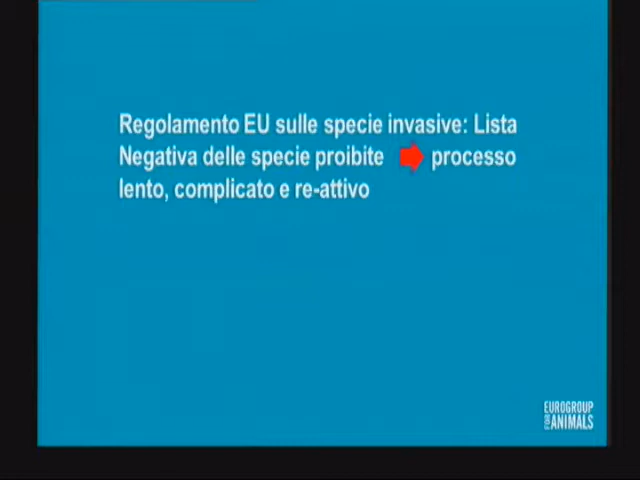 Regolamento EU sulle specie invasive: Lista
Negativa delle specie proibite processo
lento, complicato e re-attivo
EUROGROUP
FOR ANIMALS